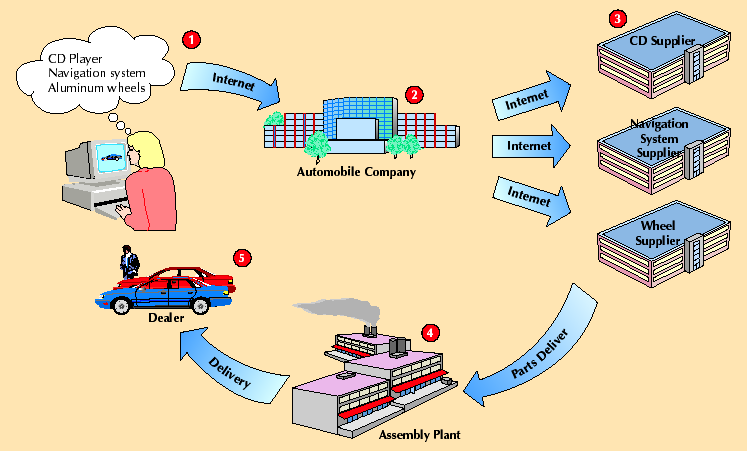 CD Player
Navigation system
Aluminum wheels
1
Internet
2
Automobile Company
Internet
Internet
Internet
3
CD Supplier
Navigation
System
Supplier
Wheel
Supplier
Parts Deliver
4
Assembly Plant
Delivery
5
Dealer